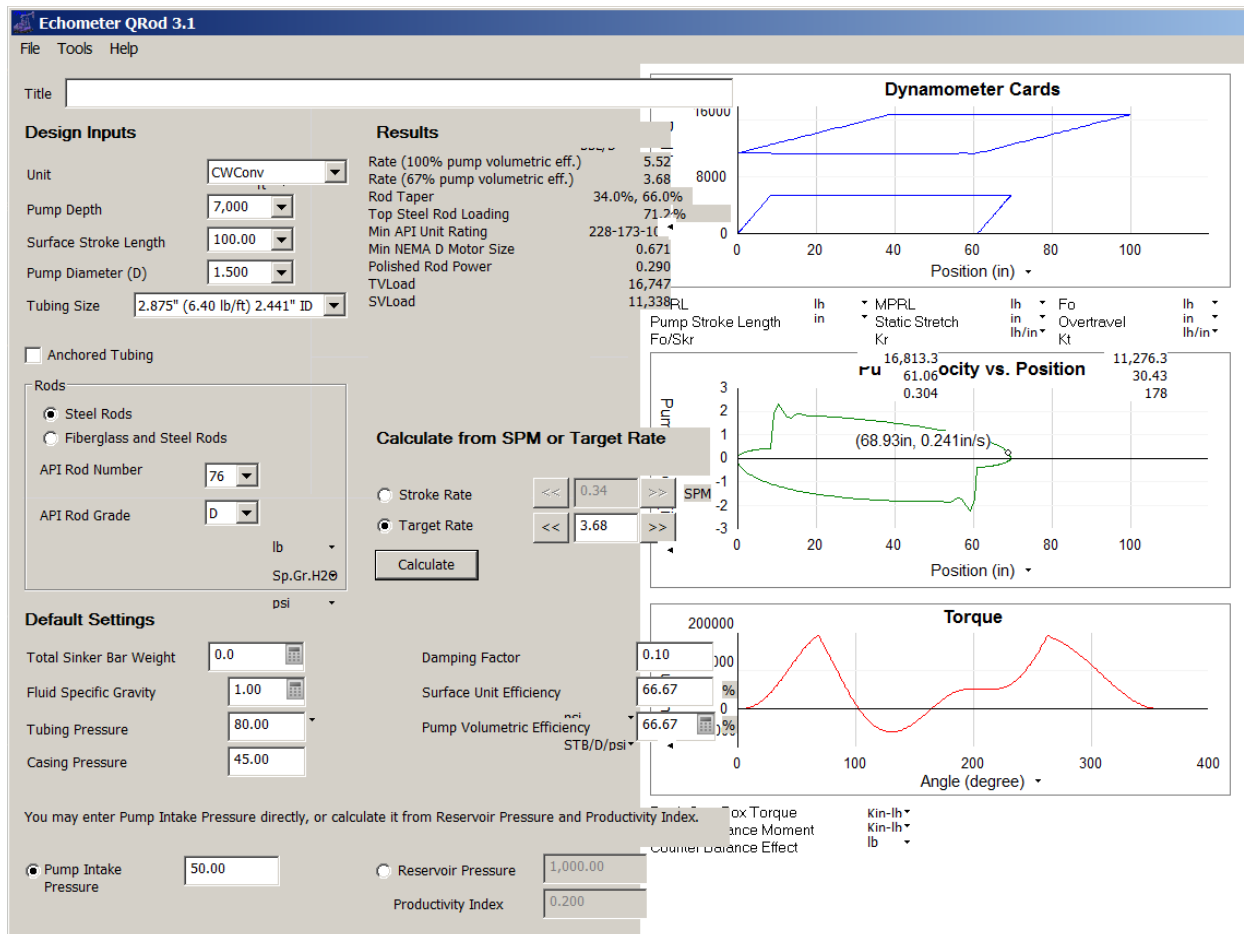 Echometer QRod 3.1
File Tools Help
Title
Design Inputs
Unit CWConv
Pump Depth 7,000
Surface Stroke Length 100.00
Pump Diameter (D) 1.500
Tubing Size 2.875" (6.40 lb/ft) 2.441" ID
Anchored Tubing
Rods
Steel Rods
Fiberglass and Steel Rods
API Rod Number 76
API Rod Grade D
lb
Sp.Gr.H2O
psi
Results
Rate (100% pump volumetric eff.) 5.52
Rate (67% pump volumetric eff.) 3.68
Rod Taper 34.0%, 66.0%
Top Steel Rod Loading 71.2%
Min API Unit Rating 228-173-10
Min NEMA D Motor Size 0.671
Polished Rod Power 0.290
TVLoad 16,747
SVLoad 11,338
Calculate from SPM or Target Rate
Stroke Rate << 0.34 >> SPM
Target Rate << 3.68 >>
Calculate
Default Settings
Total Sinker Bar Weight 0.0
Fluid Specific Gravity 1.00
Tubing Pressure 80.00
Casing Pressure 45.00
Damping Factor 0.10
Surface Unit Efficiency 66.67 %
Pump Volumetric Efficiency 66.67 %
STB/D/psi
You may enter Pump Intake Pressure directly, or calculate it from Reservoir Pressure and Productivity Index.
Pump Intake
Pressure
50.00
Reservoir Pressure 1,000.00
Productivity Index 0.200
Dynamometer Cards
16000
8000
0
0 20 40 60 80 100
Position (in)
lb MPRL lb Fo lb
Pump Stroke Length in Static Stretch in Overtravel in
Fo/Skr Kr lb/in Kt lb/in
16,813.3 11,276.3
61.06 30.43
0.304 178
Velocity vs. Position
3
2
1
0
-1
-2
-3
(68.93in, 0.241in/s)
0 20 40 60 80 100
Position (in)
Torque
200000
0
0 100 200 300 400
Angle (degree)
Box Torque Kin-lb
Moment Kin-lb
Counter Balance Effect lb